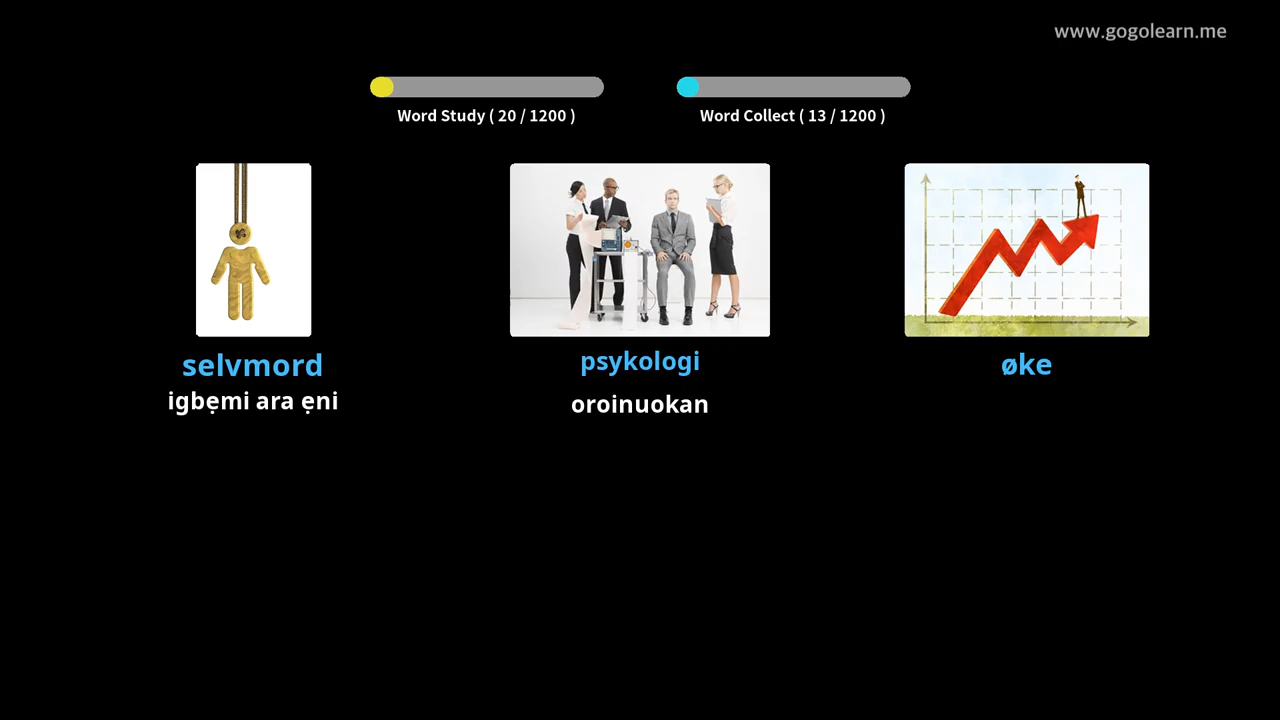 www.gogolearn.me
Word Study ( 20 / 1200 )
Word Collect ( 13 / 1200 )
selvmord
igbẹmi ara ẹni
psykologi
oroinuokan
øke